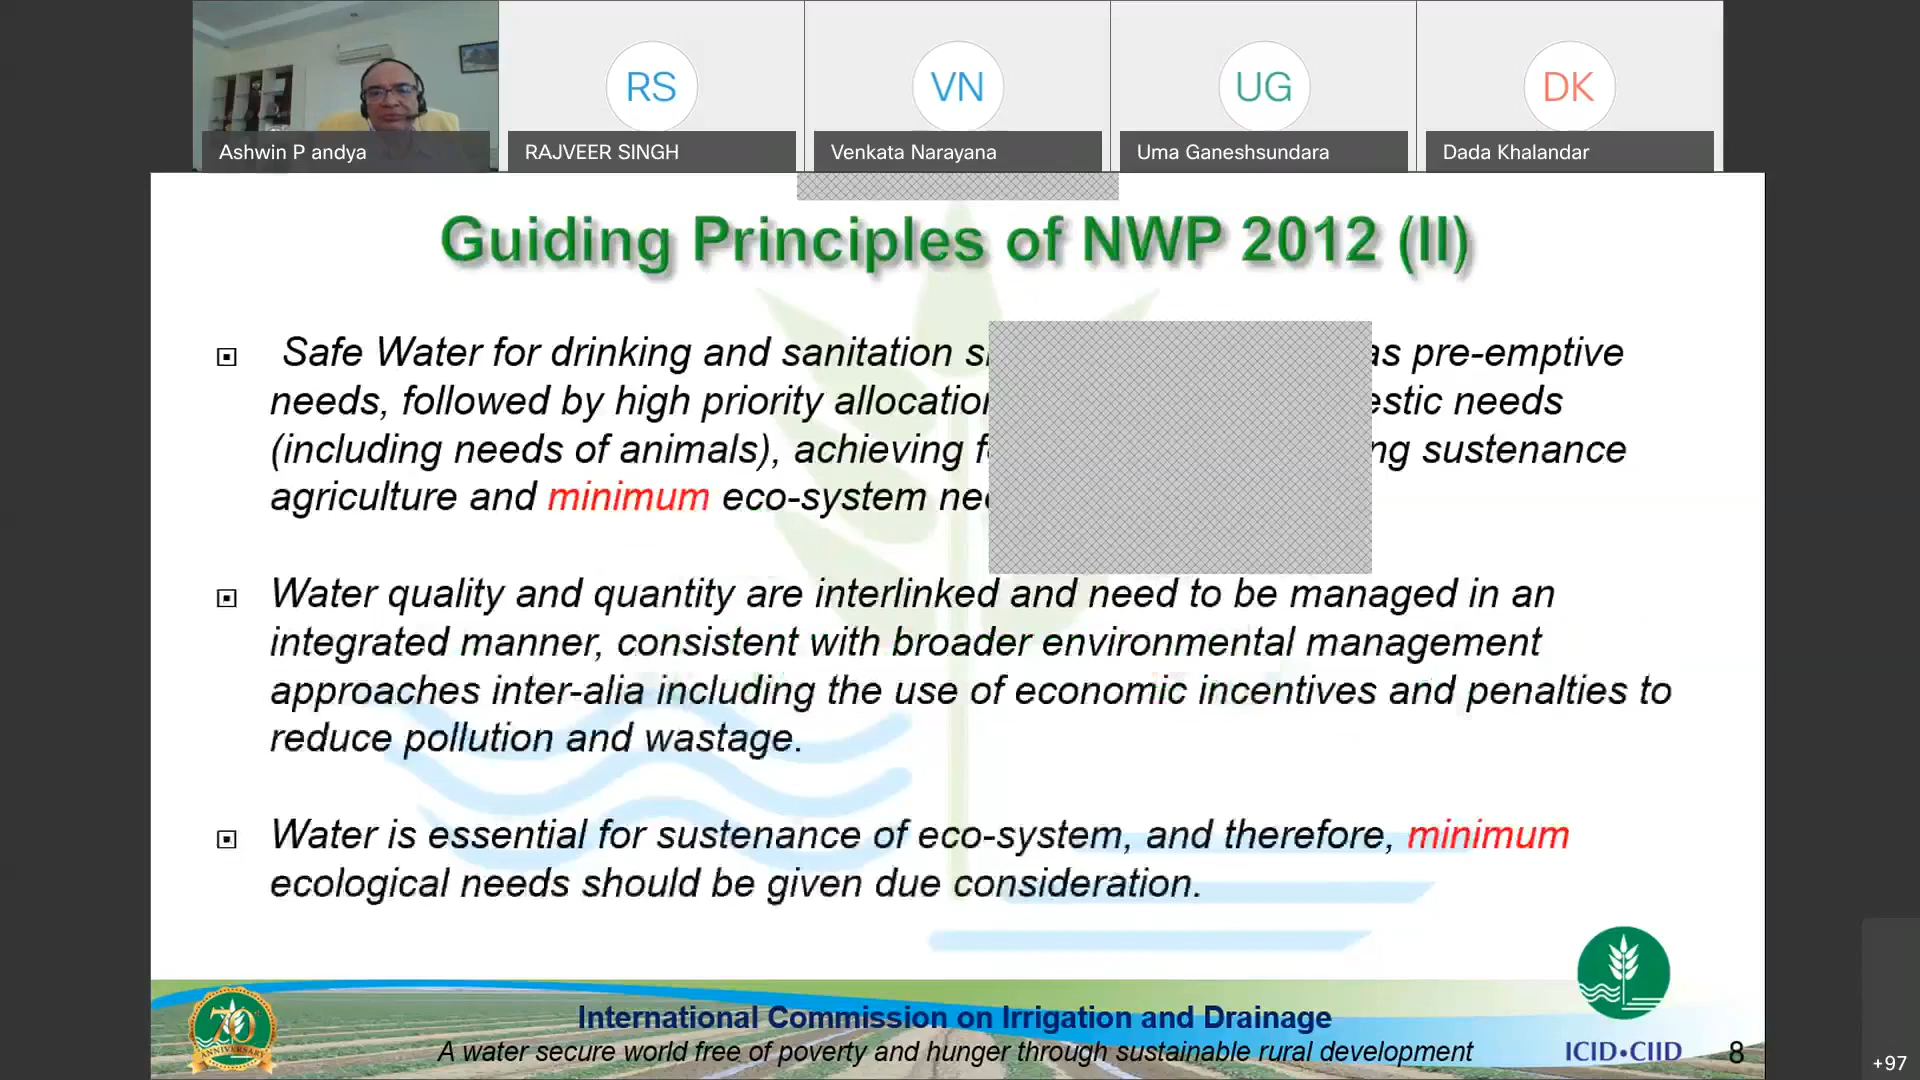 RS
VN
UG
DK
Ashwin P andya
RAJVEER SINGH
Venkata Narayana
Uma Ganeshsundara
Dada Khalandar
Guiding Principles of NWP 2012 (II)
Safe Water for drinking and sanitation as pre-emptive
needs, followed by high priority needs
(including needs of animals), achieving sustenance
agriculture and minimum eco-system
Water quality and quantity are interlinked and need to be managed in an
integrated manner, consistent with broader environmental management
approaches inter-alia including the use of economic incentives and penalties to
reduce pollution and wastage.
Water is essential for sustenance of eco-system, and therefore, minimum
ecological needs should be given due consideration.
70
ANNIVERSARY
International Commission on Irrigation and Drainage
A water secure world free of poverty and hunger through sustainable rural development
ICID•CIID
8
+97